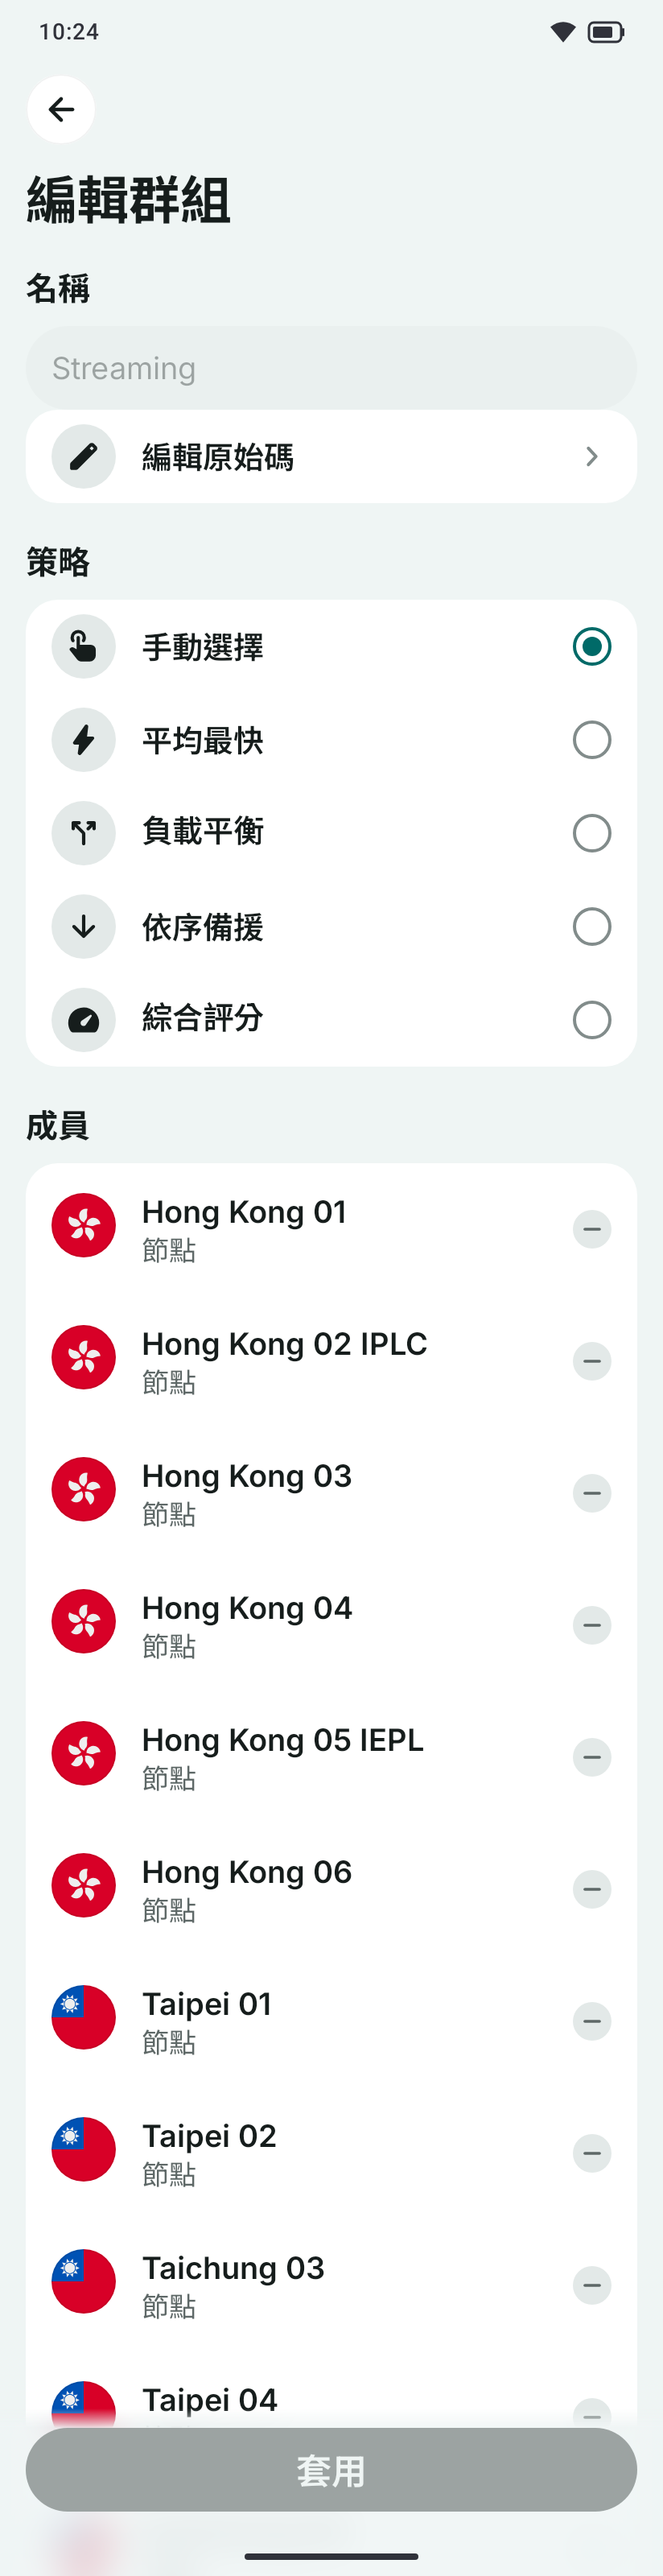 10:24
編輯群組
名稱
Streaming
編輯原始碼
策略
手動選擇
平均最快
負載平衡
依序備援
綜合評分
成員
Hong Kong 01
節點
Hong Kong 02 IPLC
節點
Hong Kong 03
節點
Hong Kong 04
節點
Hong Kong 05 IEPL
節點
Hong Kong 06
節點
Taipei 01
節點
Taipei 02
節點
Taichung 03
節點
Taipei 04
套用